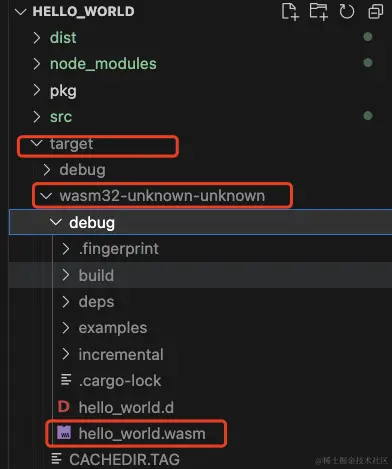 HELLO_WORLD
dist
node_modules
pkg
src
target
debug
wasm32-unknown-unknown
debug
.fingerprint
build
deps
examples
incremental
.cargo-lock
D hello_world.d
WA hello_world.wasm
CACHEDIR.TAG
@稀土掘金技术社区